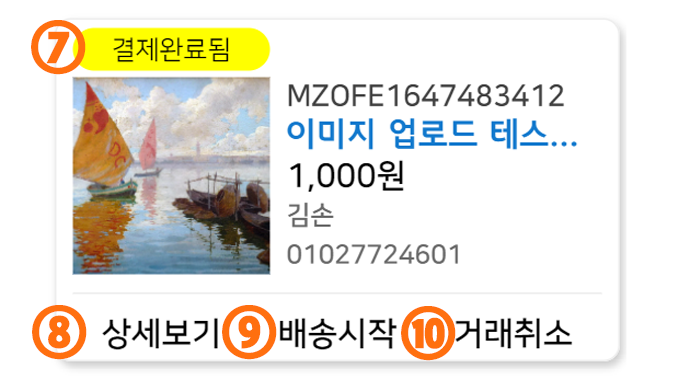 ⑦ 결제완료됨
MZOFE1647483412
이미지 업로드 테스...
1,000원
김손
01027724601
DC
⑧ 상세보기 ⑨ 배송시작 ⑩ 거래취소